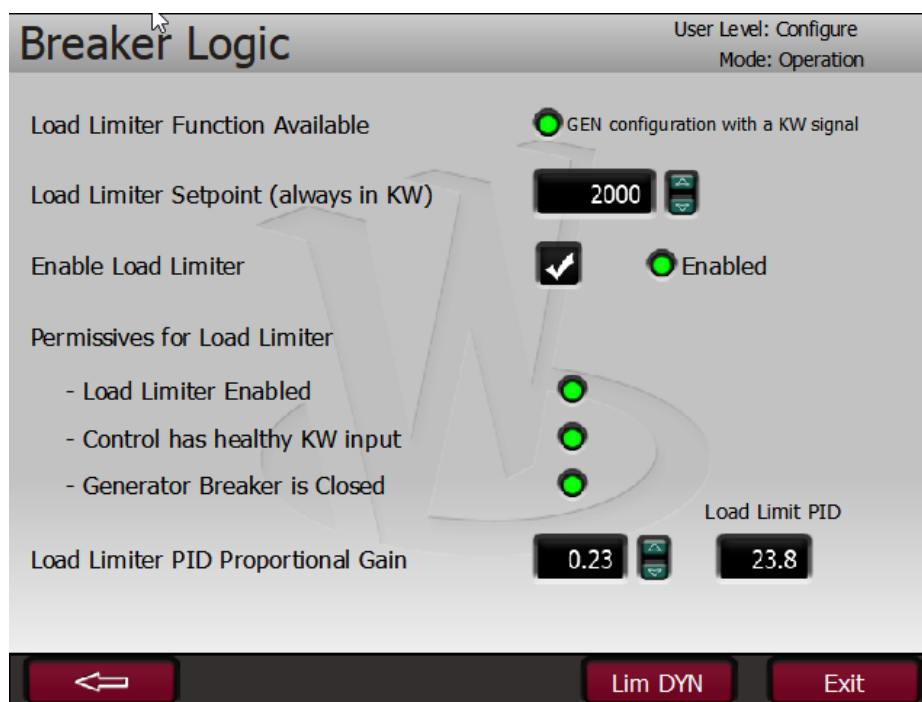 Breaker Logic
User Level: Configure
Mode: Operation
Load Limiter Function Available
GEN configuration with a KW signal
Load Limiter Setpoint (always in KW)
2000
Enable Load Limiter
Enabled
Permissives for Load Limiter
- Load Limiter Enabled
- Control has healthy KW input
- Generator Breaker is Closed
Load Limit PID
Load Limiter PID Proportional Gain
0.23
23.8
Lim DYN
Exit